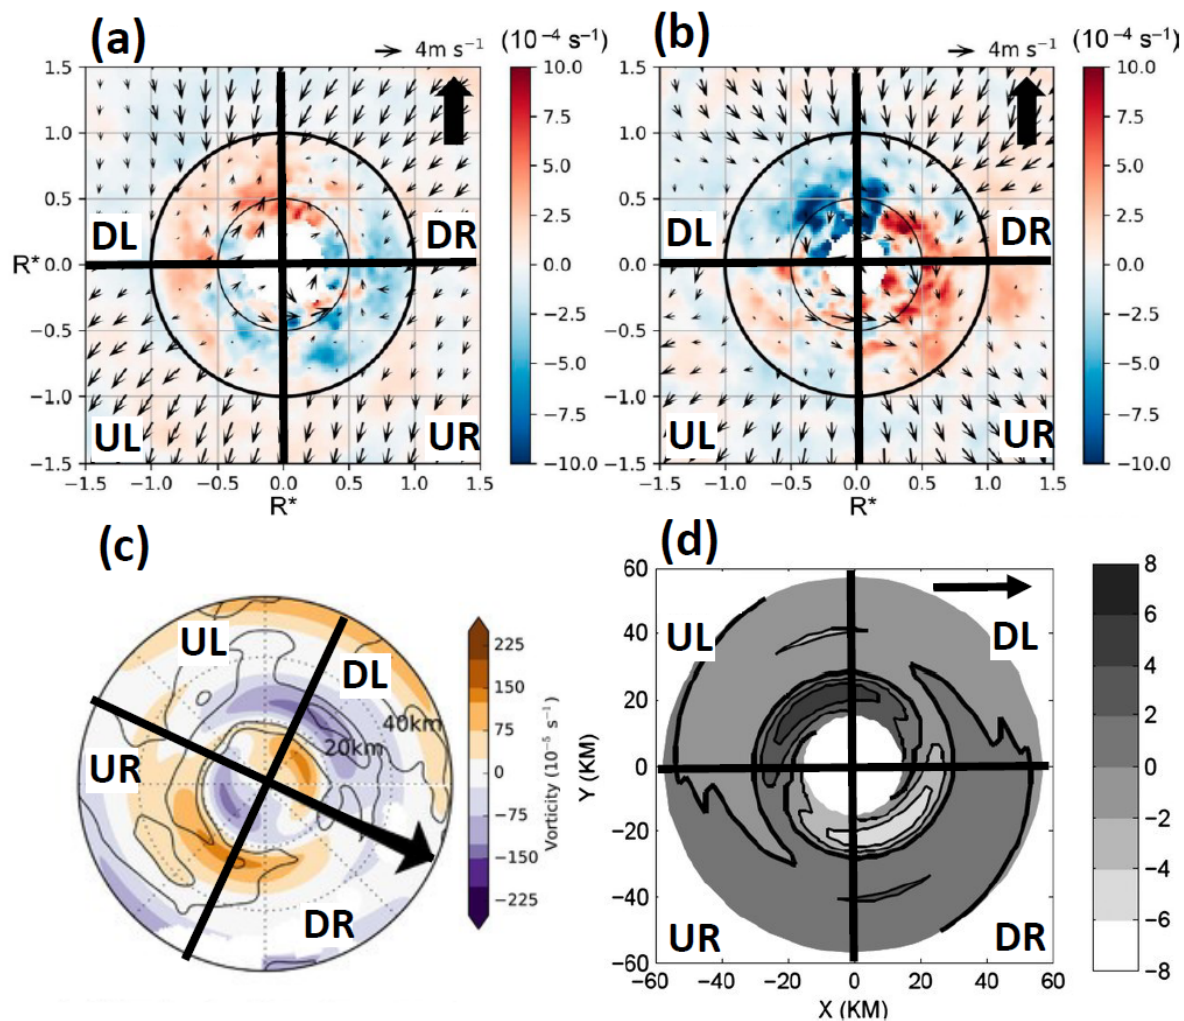 (a)
4m s⁻¹
(10⁻⁴ s⁻¹)
1.5
1.0
0.5
0.0
−0.5
−1.0
−1.5
R*
DL
DR
UL
UR
−1.5 −1.0 −0.5 0.0 0.5 1.0 1.5
R*
10.0
7.5
5.0
2.5
0.0
−2.5
−5.0
−7.5
−10.0
(b)
4m s⁻¹
(10⁻⁴ s⁻¹)
1.5
1.0
0.5
0.0
−0.5
−1.0
−1.5
DL
DR
UL
UR
−1.5 −1.0 −0.5 0.0 0.5 1.0 1.5
R*
10.0
7.5
5.0
2.5
0.0
−2.5
−5.0
−7.5
−10.0
(c)
UL
DL
UR
DR
40km
20km
225
150
75
0
−75
−150
−225
Vorticity (10⁻⁵ s⁻¹)
(d)
60
40
20
0
−20
−40
−60
Y (KM)
UL
DL
UR
DR
−60 −40 −20 0 20 40 60
X (KM)
8
6
4
2
0
−2
−4
−6
−8